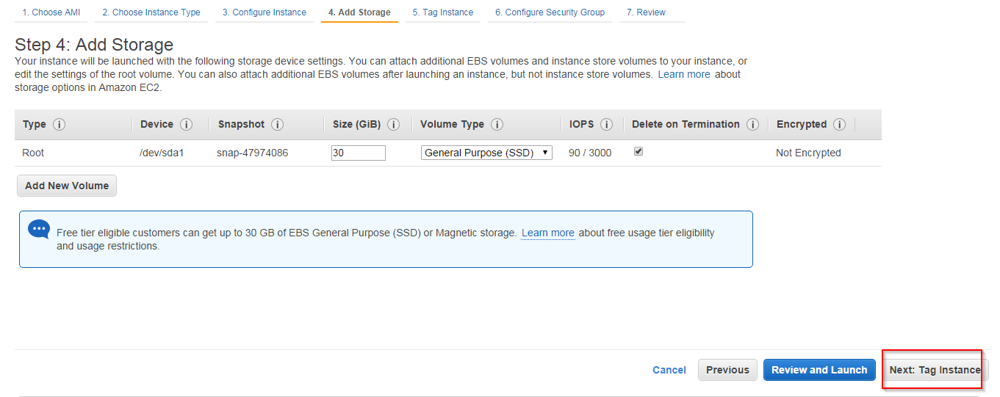 1. Choose AMI 2. Choose Instance Type 3. Configure Instance 4. Add Storage 5. Tag Instance 6. Configure Security Group 7. Review
Step 4: Add Storage
Your instance will be launched with the following storage device settings. You can attach additional EBS volumes and instance store volumes to your instance, or
edit the settings of the root volume. You can also attach additional EBS volumes after launching an instance, but not instance store volumes. Learn more about
storage options in Amazon EC2.
Type i Device i Snapshot i Size (GiB) i Volume Type i IOPS i Delete on Termination i Encrypted i
Root /dev/sda1 snap-47974086 30 General Purpose (SSD) 90 / 3000 Not Encrypted
Add New Volume
Free tier eligible customers can get up to 30 GB of EBS General Purpose (SSD) or Magnetic storage. Learn more about free usage tier eligibility
and usage restrictions.
Cancel Previous Review and Launch Next: Tag Instance